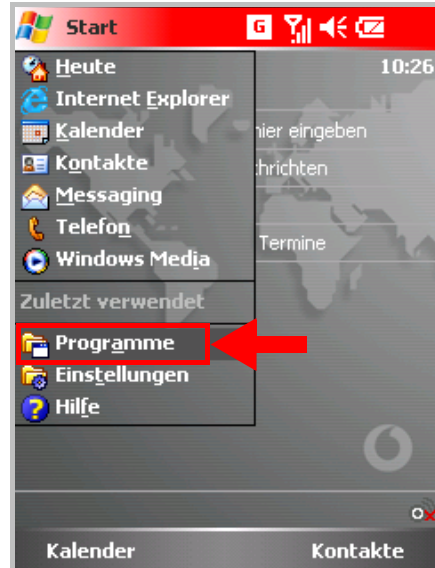 Start G
Heute 10:26
Internet Explorer
Kalender hier eingeben
Kontakte chrichten
Messaging
Telefon Termine
Windows Media
Zuletzt verwendet
Programme
Einstellungen
Hilfe
Kalender Kontakte